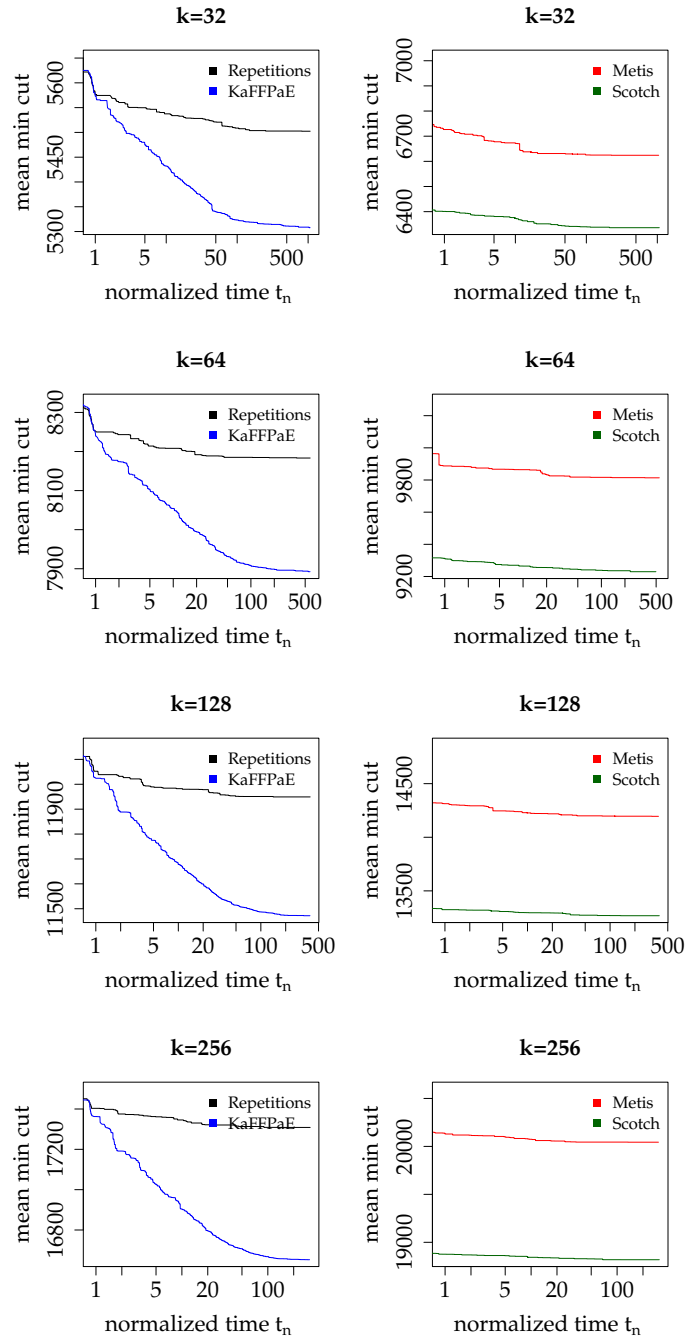 k=32
mean min cut
5300 5450 5600
Repetitions
KaFFPaE
1 5 50 500
normalized time t_n
k=32
mean min cut
6400 6700 7000
Metis
Scotch
1 5 50 500
normalized time t_n
k=64
mean min cut
7900 8100 8300
Repetitions
KaFFPaE
1 5 20 100 500
normalized time t_n
k=64
mean min cut
9200 9800
Metis
Scotch
1 5 20 100 500
normalized time t_n
k=128
mean min cut
11500 11900
Repetitions
KaFFPaE
1 5 20 100 500
normalized time t_n
k=128
mean min cut
13500 14500
Metis
Scotch
1 5 20 100 500
normalized time t_n
k=256
mean min cut
16800 17200
Repetitions
KaFFPaE
1 5 20 100
normalized time t_n
k=256
mean min cut
19000 20000
Metis
Scotch
1 5 20 100
normalized time t_n